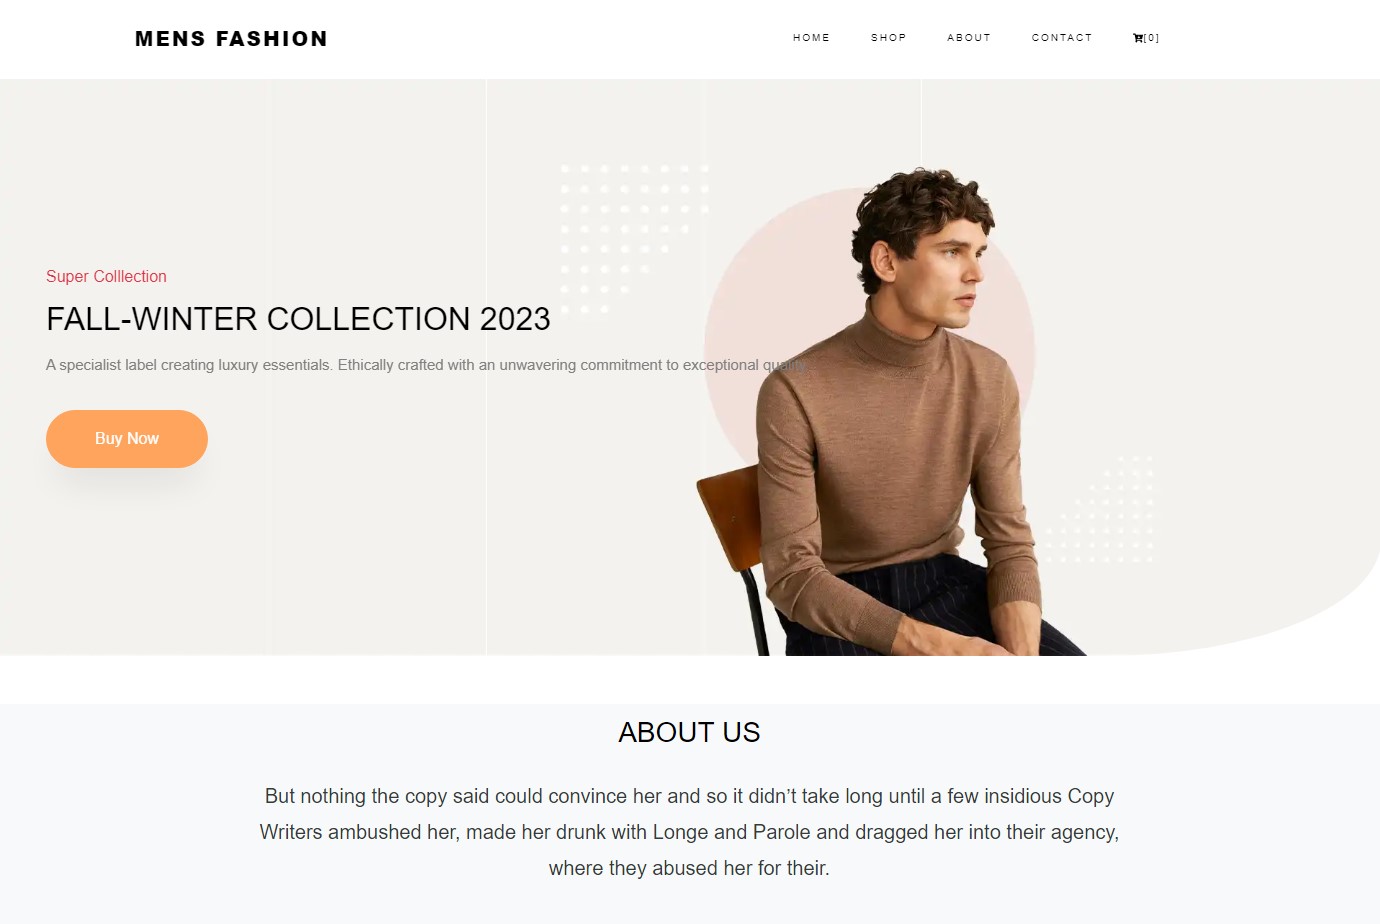 MENS FASHION
HOME SHOP ABOUT CONTACT [0]
Super Colllection
FALL-WINTER COLLECTION 2023
A specialist label creating luxury essentials. Ethically crafted with an unwavering commitment to exceptional quality.
Buy Now
ABOUT US
But nothing the copy said could convince her and so it didn’t take long until a few insidious Copy
Writers ambushed her, made her drunk with Longe and Parole and dragged her into their agency,
where they abused her for their.